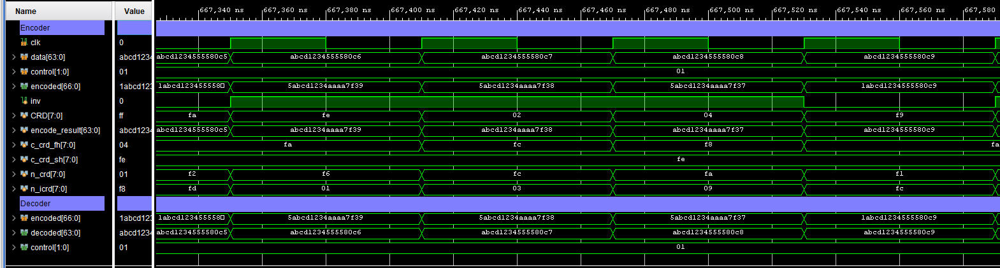 Name Value 667,340 ns 667,360 ns 667,380 ns 667,400 ns 667,420 ns 667,440 ns 667,460 ns 667,480 ns 667,500 ns 667,520 ns 667,540 ns 667,560 ns 667,580
Encoder
clk 0
data[63:0] abcd1234 abcd1234555580c5 abcd1234555580c6 abcd1234555580c7 abcd1234555580c8 abcd1234555580c9
control[1:0] 01 01
encoded[66:0] 1abcd123 1abcd123455558 5abcd1234aaaa7f39 5abcd1234aaaa7f38 5abcd1234aaaa7f37 1abcd1234555580c9
inv 0
CRD[7:0] ff fa fe 02 04 f9
encode_result[63:0] abcd1234 abcd1234555580c5 abcd1234aaaa7f39 abcd1234aaaa7f38 abcd1234aaaa7f37 abcd1234555580c9
c_crd_fh[7:0] 04 fa fc f8 fa
c_crd_sh[7:0] fe fe
n_crd[7:0] 01 f2 f6 fc fa f1
n_icrd[7:0] f8 fd 01 03 09 fc
Decoder
encoded[66:0] 1abcd123 1abcd123455558 5abcd1234aaaa7f39 5abcd1234aaaa7f38 5abcd1234aaaa7f37 1abcd1234555580c9
decoded[63:0] abcd1234 abcd1234555580c5 abcd1234555580c6 abcd1234555580c7 abcd1234555580c8 abcd1234555580c9
control[1:0] 01 01